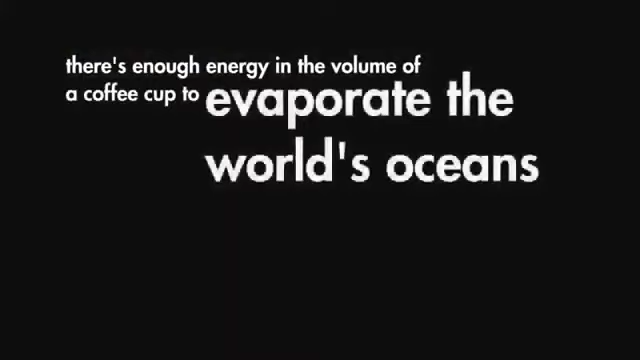 there's enough energy in the volume of
a coffee cup to evaporate the
world's oceans